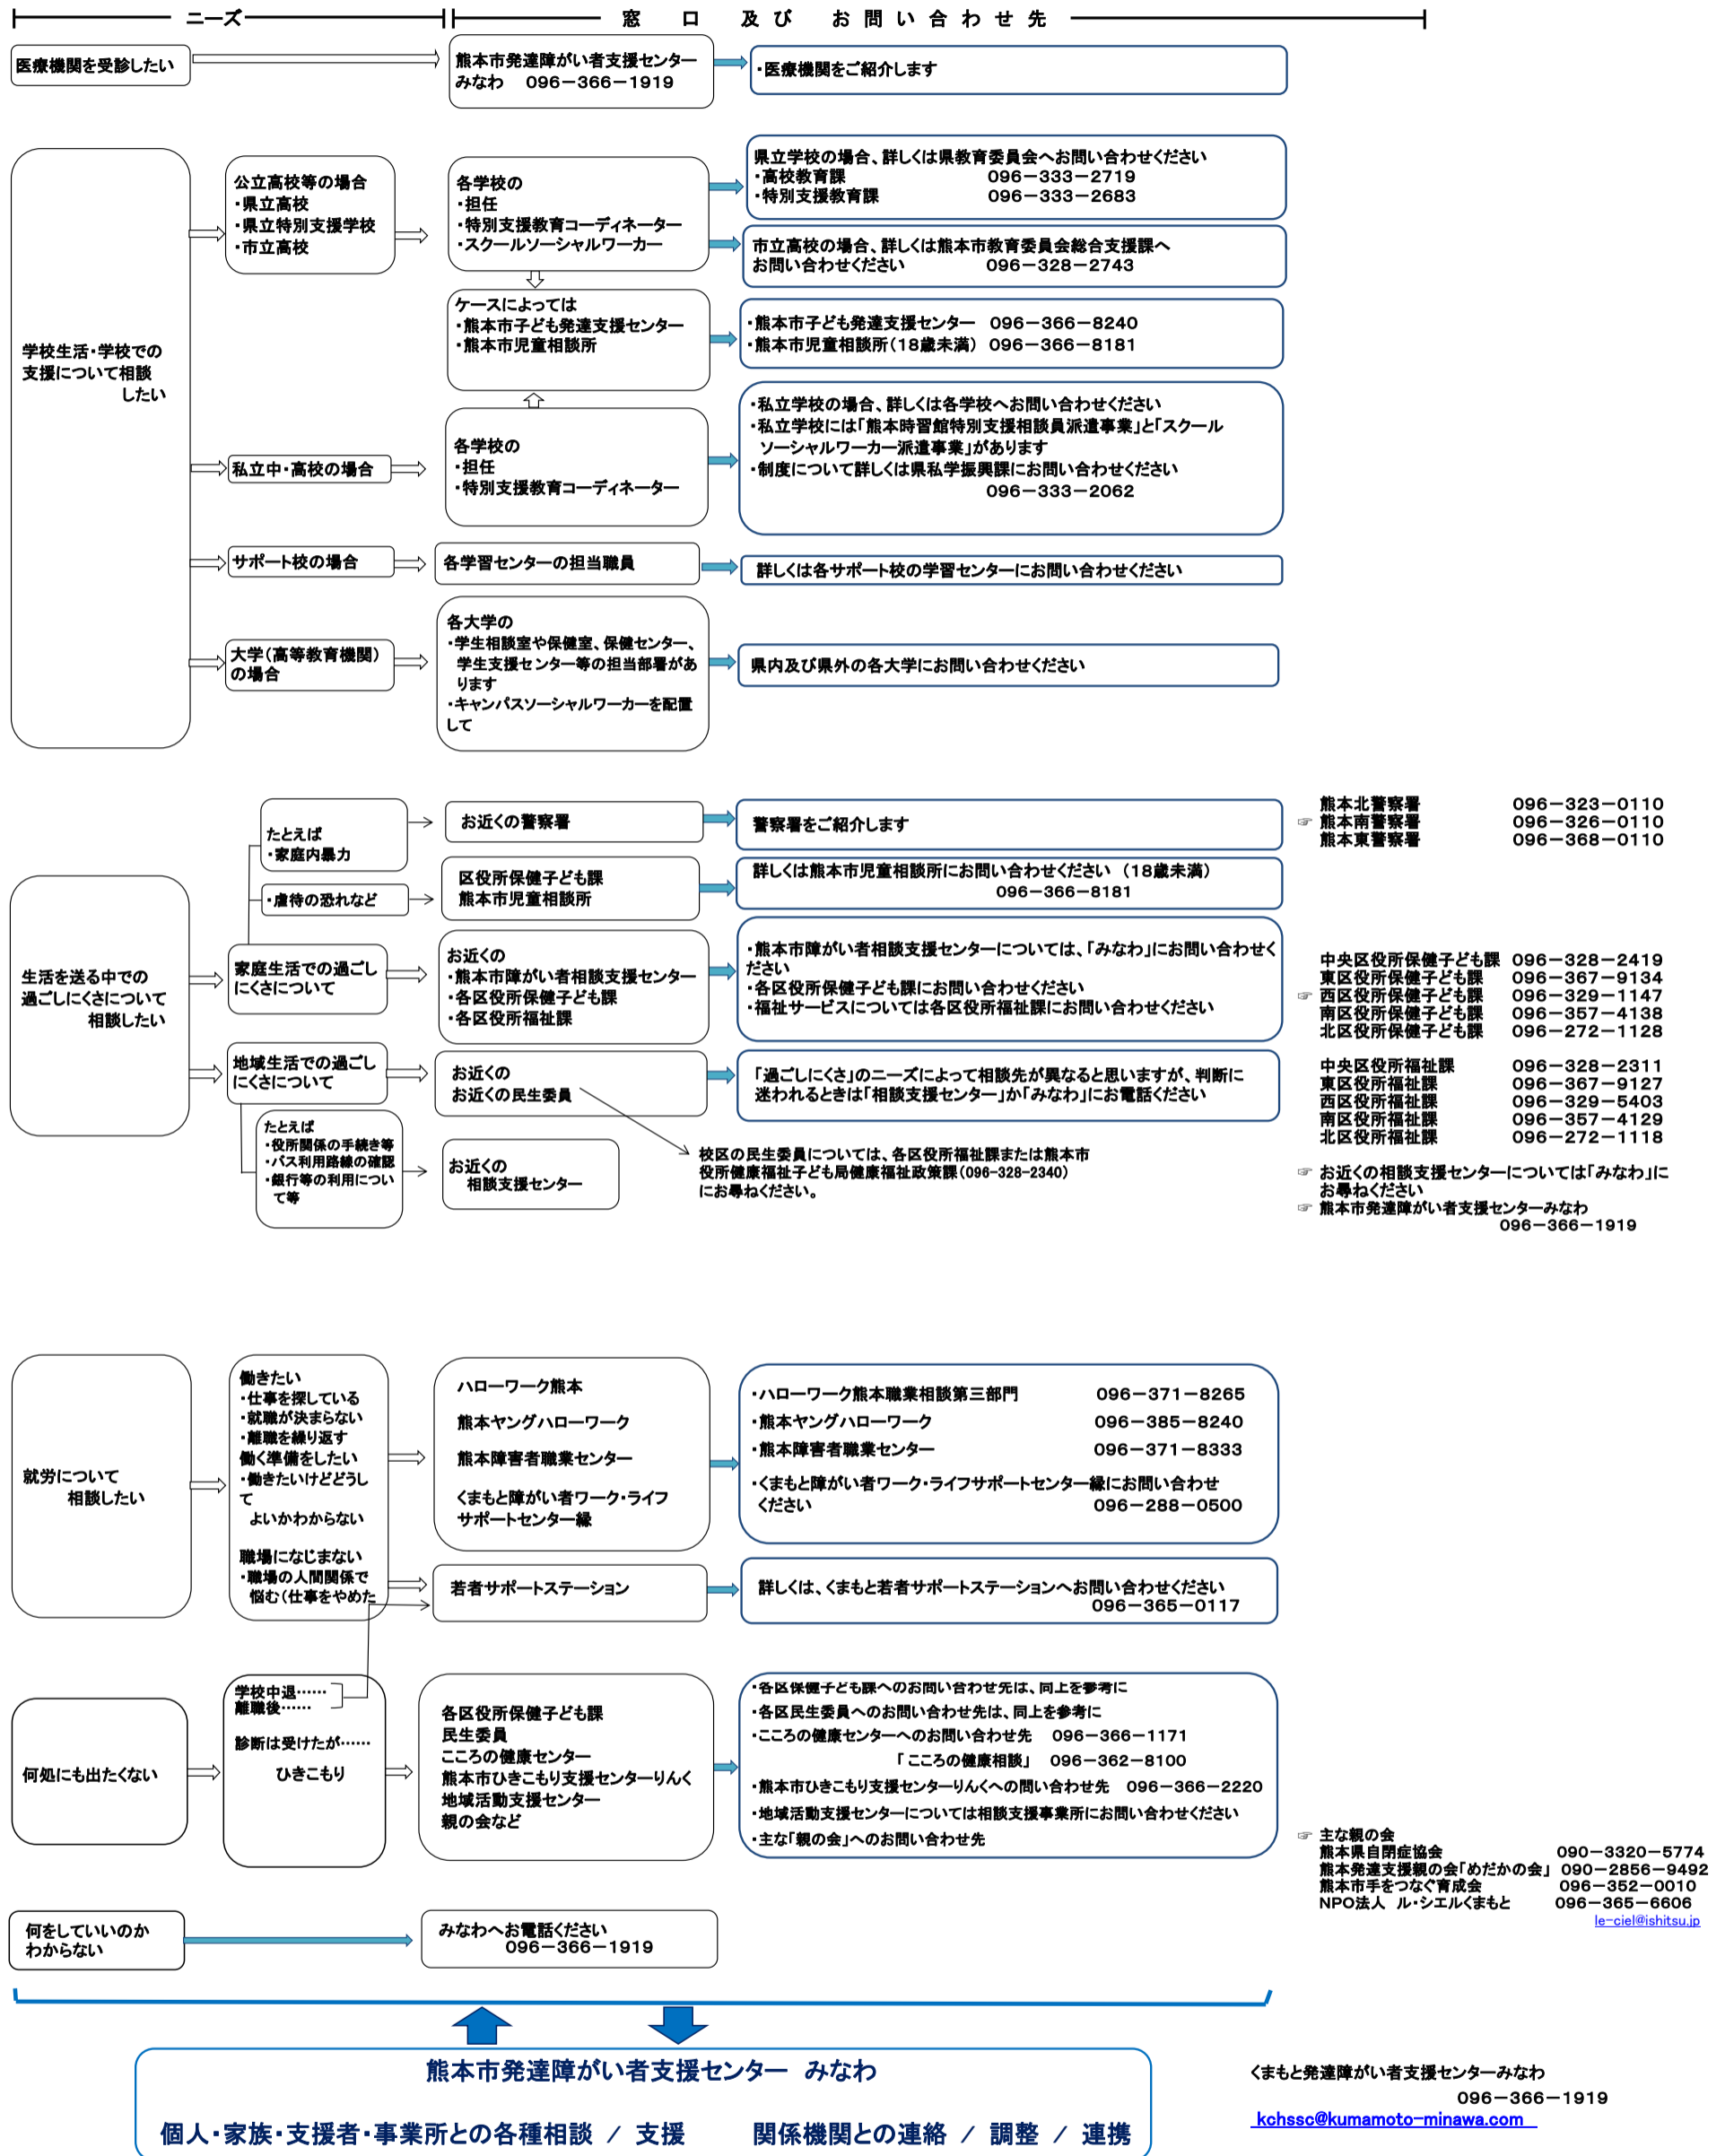 ニーズ
窓　口　及び　お問い合わせ先
医療機関を受診したい
熊本市発達障がい者支援センター
みなわ　096－366－1919
・医療機関をご紹介します
学校生活・学校での
支援について相談
したい
公立高校等の場合
・県立高校
・県立特別支援学校
・市立高校
各学校の
・担任
・特別支援教育コーディネーター
・スクールソーシャルワーカー
県立学校の場合、詳しくは県教育委員会へお問い合わせください
・高校教育課　096－333－2719
・特別支援教育課　096－333－2683
市立高校の場合、詳しくは熊本市教育委員会総合支援課へ
お問い合わせください　096－328－2743
ケースによっては
・熊本市子ども発達支援センター
・熊本市児童相談所
・熊本市子ども発達支援センター　096－366－8240
・熊本市児童相談所（18歳未満）　096－366－8181
私立中・高校の場合
各学校の
・担任
・特別支援教育コーディネーター
・私立学校の場合、詳しくは各学校へお問い合わせください
・私立学校には「熊本時習館特別支援相談員派遣事業」と「スクール
ソーシャルワーカー派遣事業」があります
・制度について詳しくは県私学振興課にお問い合わせください
096－333－2062
サポート校の場合
各学習センターの担当職員
詳しくは各サポート校の学習センターにお問い合わせください
大学（高等教育機関）
の場合
各大学の
・学生相談室や保健室、保健センター、
学生支援センター等の担当部署があ
ります
・キャンパスソーシャルワーカーを配置
して
県内及び県外の各大学にお問い合わせください
生活を送る中での
過ごしにくさについて
相談したい
たとえば
・家庭内暴力
お近くの警察署
警察署をご紹介します
熊本北警察署　096－323－0110
☞ 熊本南警察署　096－326－0110
熊本東警察署　096－368－0110
・虐待の恐れなど
区役所保健子ども課
熊本市児童相談所
詳しくは熊本市児童相談所にお問い合わせください　（18歳未満）
096－366－8181
家庭生活での過ごし
にくさについて
お近くの
・熊本市障がい者相談支援センター
・各区役所保健子ども課
・各区役所福祉課
・熊本市障がい者相談支援センターについては、「みなわ」にお問い合わせく
ださい
・各区役所保健子ども課にお問い合わせください
・福祉サービスについては各区役所福祉課にお問い合わせください
中央区役所保健子ども課　096－328－2419
東区役所保健子ども課　096－367－9134
☞ 西区役所保健子ども課　096－329－1147
南区役所保健子ども課　096－357－4138
北区役所保健子ども課　096－272－1128
地域生活での過ごし
にくさについて
お近くの
お近くの民生委員
「過ごしにくさ」のニーズによって相談先が異なると思いますが、判断に
迷われるときは「相談支援センター」か「みなわ」にお電話ください
中央区役所福祉課　096－328－2311
東区役所福祉課　096－367－9127
西区役所福祉課　096－329－5403
南区役所福祉課　096－357－4129
北区役所福祉課　096－272－1118
たとえば
・役所関係の手続き等
・バス利用路線の確認
・銀行等の利用につい
て等
お近くの
相談支援センター
校区の民生委員については、各区役所福祉課または熊本市
役所健康福祉子ども局健康福祉政策課（096-328-2340）
にお尋ねください。
☞ お近くの相談支援センターについては「みなわ」に
お尋ねください
☞ 熊本市発達障がい者支援センターみなわ
096－366－1919
就労について
相談したい
働きたい
・仕事を探している
・就職が決まらない
・離職を繰り返す
働く準備をしたい
・働きたいけどどうし
て
よいかわからない
職場になじまない
・職場の人間関係で
悩む（仕事をやめた
ハローワーク熊本
熊本ヤングハローワーク
熊本障害者職業センター
くまもと障がい者ワーク・ライフ
サポートセンター縁
・ハローワーク熊本職業相談第三部門　096－371－8265
・熊本ヤングハローワーク　096－385－8240
・熊本障害者職業センター　096－371－8333
・くまもと障がい者ワーク・ライフサポートセンター縁にお問い合わせ
ください　096－288－0500
若者サポートステーション
詳しくは、くまもと若者サポートステーションへお問い合わせください
096－365－0117
何処にも出たくない
学校中退……
離職後……
診断は受けたが……
ひきこもり
各区役所保健子ども課
民生委員
こころの健康センター
熊本市ひきこもり支援センターりんく
地域活動支援センター
親の会など
・各区保健子ども課へのお問い合わせ先は、同上を参考に
・各区民生委員へのお問い合わせ先は、同上を参考に
・こころの健康センターへのお問い合わせ先　096－366－1171
「こころの健康相談」　096－362－8100
・熊本市ひきこもり支援センターりんくへの問い合わせ先　096－366－2220
・地域活動支援センターについては相談支援事業所にお問い合わせください
・主な「親の会」へのお問い合わせ先
☞ 主な親の会
熊本県自閉症協会　090－3320－5774
熊本発達支援親の会「めだかの会」　090－2856－9492
熊本市手をつなぐ育成会　096－352－0010
NPO法人　ル・シエルくまもと　096－365－6606
le-ciel@ishitsu.jp
何をしていいのか
わからない
みなわへお電話ください
096－366－1919
熊本市発達障がい者支援センター　みなわ
個人・家族・支援者・事業所との各種相談 ／ 支援　関係機関との連絡 ／ 調整 ／ 連携
くまもと発達障がい者支援センターみなわ
096－366－1919
kchssc@kumamoto-minawa.com